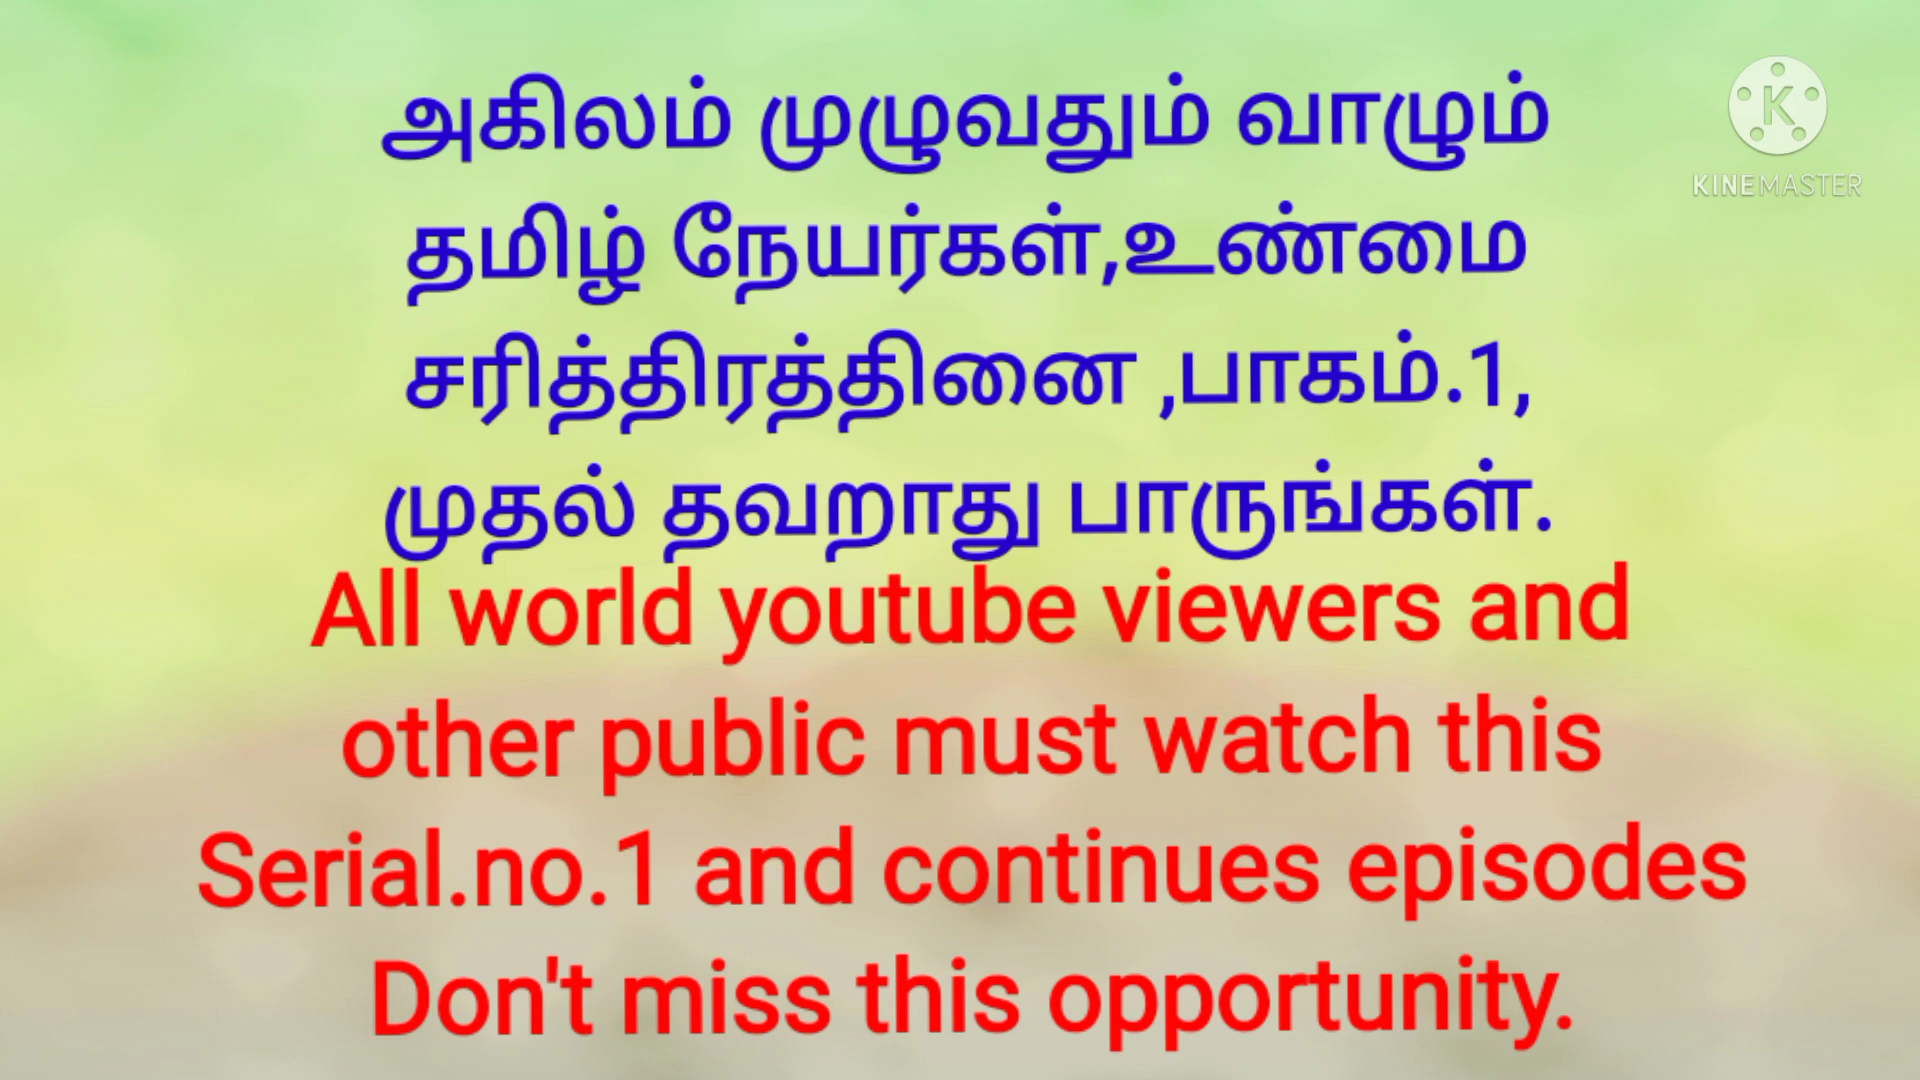 அகிலம் முழுவதும் வாழும்
தமிழ் நேயர்கள்,உண்மை
சரித்திரத்தினை ,பாகம்.1,
முதல் தவறாது பாருங்கள்.
All world youtube viewers and
other public must watch this
Serial.no.1 and continues episodes
Don't miss this opportunity.
K
KINEMASTER